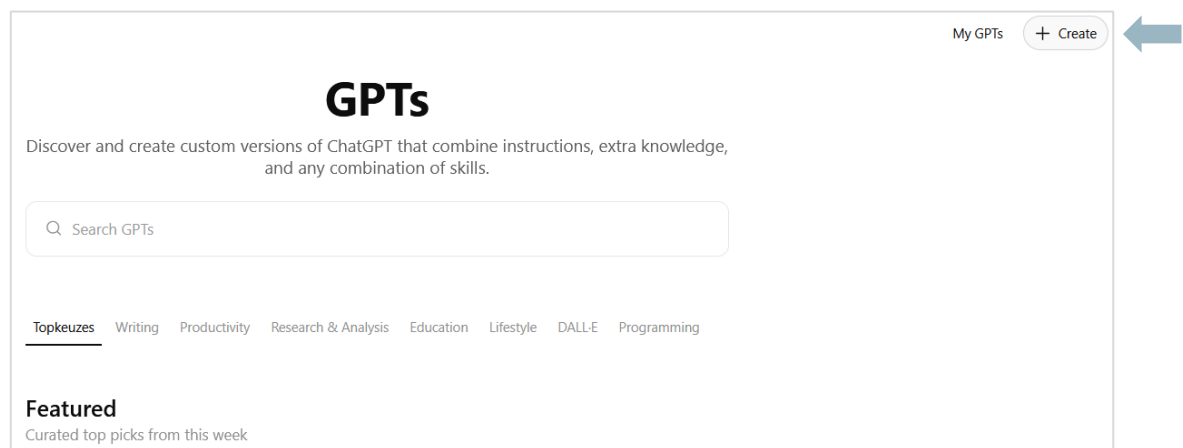 My GPTs + Create
GPTs
Discover and create custom versions of ChatGPT that combine instructions, extra knowledge,
and any combination of skills.
Search GPTs
Topkeuzes Writing Productivity Research & Analysis Education Lifestyle DALL·E Programming
Featured
Curated top picks from this week